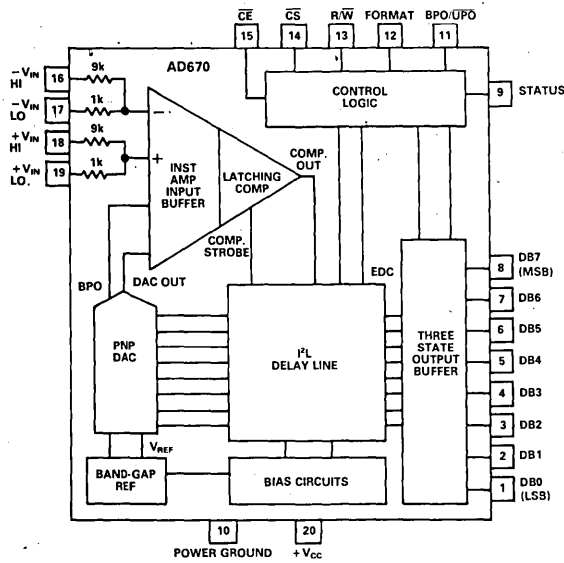 CE CS R/W FORMAT BPO/UPO
15 14 13 12 11
AD670
-VIN
HI
16
9k
-VIN
LO
17
1k
+VIN
HI
18
9k
+VIN
LO.
19
1k
−
+
INST
AMP
INPUT
BUFFER
LATCHING
COMP
COMP.
OUT
COMP.
STROBE
CONTROL
LOGIC
9 STATUS
BPO
DAC OUT
EDC
PNP
DAC
I²L
DELAY LINE
THREE
STATE
OUTPUT
BUFFER
8 DB7
(MSB)
7 DB6
6 DB5
5 DB4
4 DB3
3 DB2
2 DB1
1 DB0
(LSB)
VREF
BAND-GAP
REF
BIAS CIRCUITS
10 20
POWER GROUND +VCC